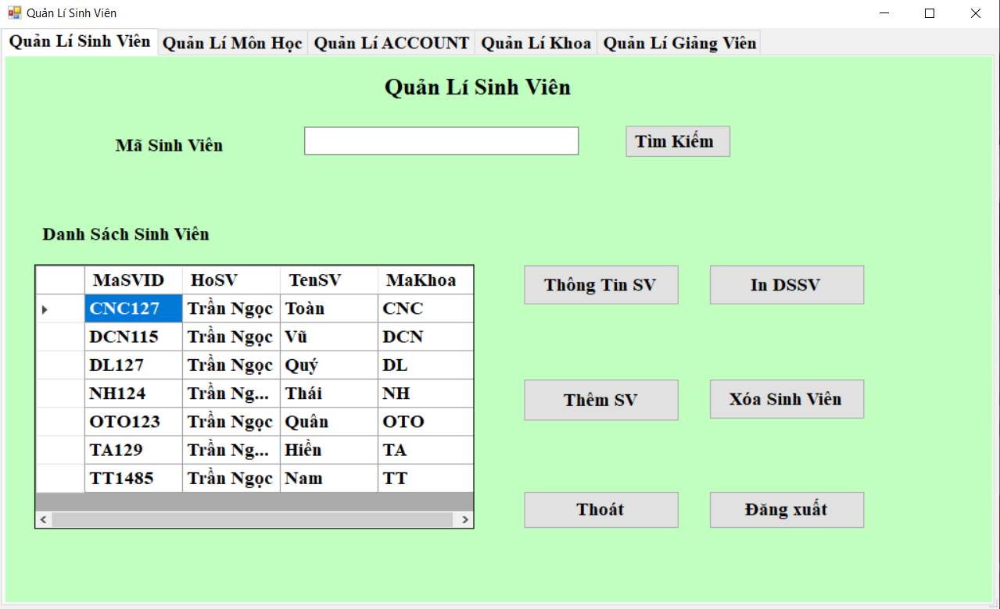 Quản Lí Sinh Viên
Quản Lí Sinh Viên Quản Lí Môn Học Quản Lí ACCOUNT Quản Lí Khoa Quản Lí Giảng Viên
Quản Lí Sinh Viên
Mã Sinh Viên Tìm Kiếm
Danh Sách Sinh Viên
MaSVID HoSV TenSV MaKhoa
CNC127 Trần Ngọc Toàn CNC
DCN115 Trần Ngọc Vũ DCN
DL127 Trần Ngọc Quý DL
NH124 Trần Ng... Thái NH
OTO123 Trần Ngọc Quân OTO
TA129 Trần Ng... Hiền TA
TT1485 Trần Ngọc Nam TT
Thông Tin SV In DSSV
Thêm SV Xóa Sinh Viên
Thoát Đăng xuất